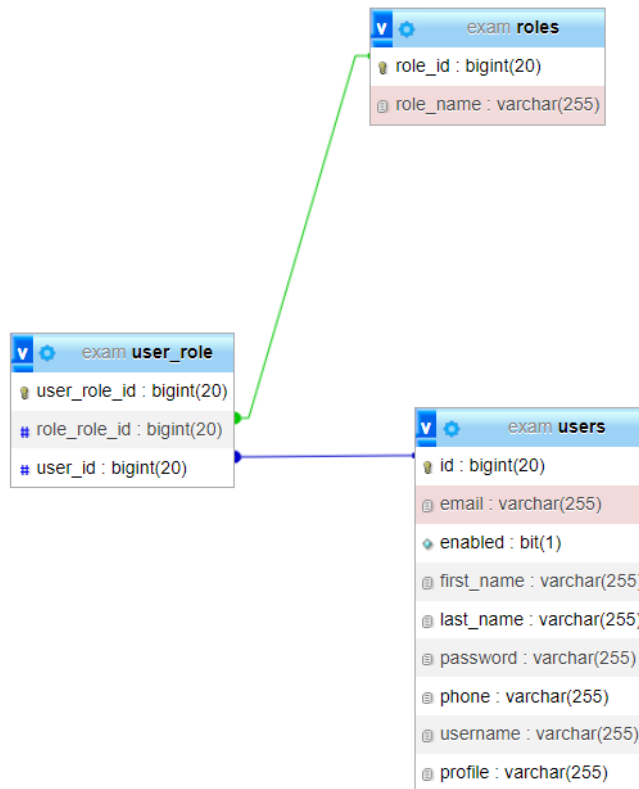 v exam roles
role_id : bigint(20)
role_name : varchar(255)
v exam user_role
user_role_id : bigint(20)
# role_role_id : bigint(20)
# user_id : bigint(20)
v exam users
id : bigint(20)
email : varchar(255)
enabled : bit(1)
first_name : varchar(255)
last_name : varchar(255)
password : varchar(255)
phone : varchar(255)
username : varchar(255)
profile : varchar(255)